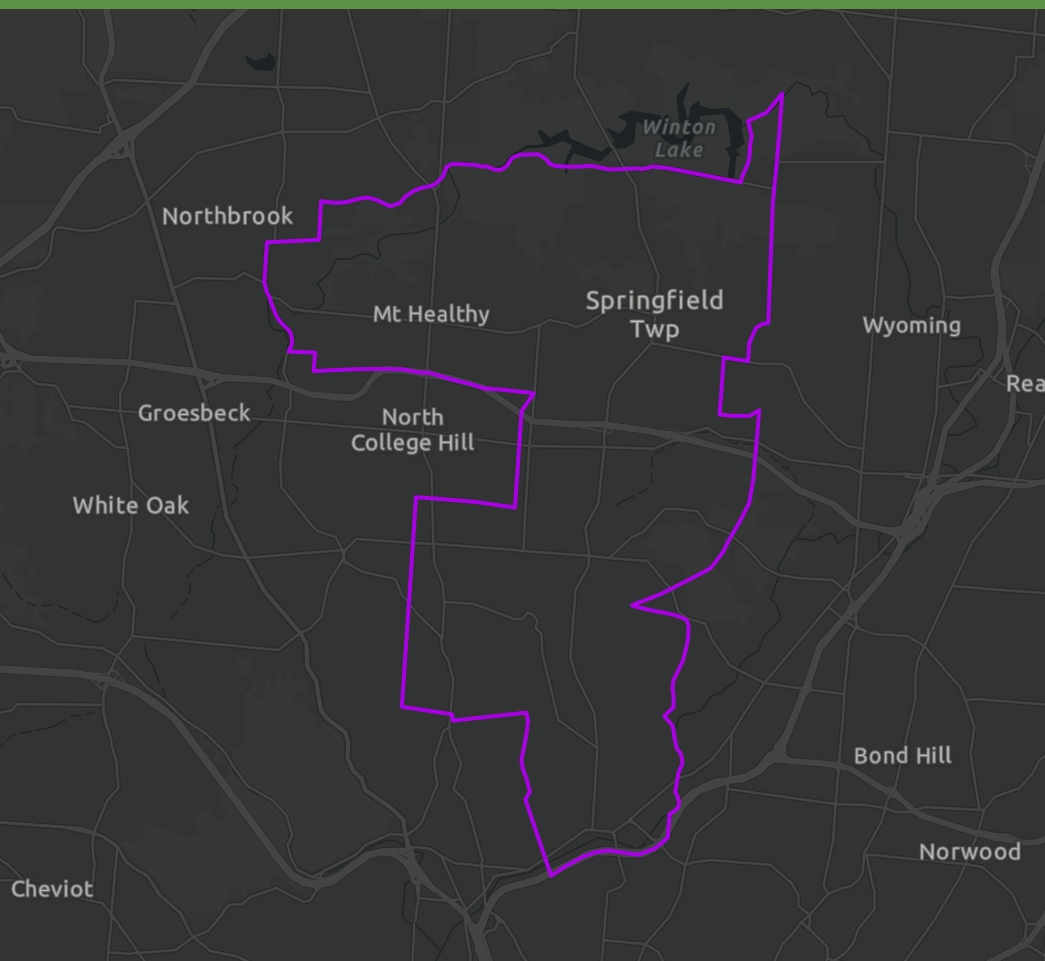 Winton
Lake
Northbrook
Springfield
Twp
Mt Healthy
Wyoming
Rea
Groesbeck
North
College Hill
White Oak
Bond Hill
Norwood
Cheviot